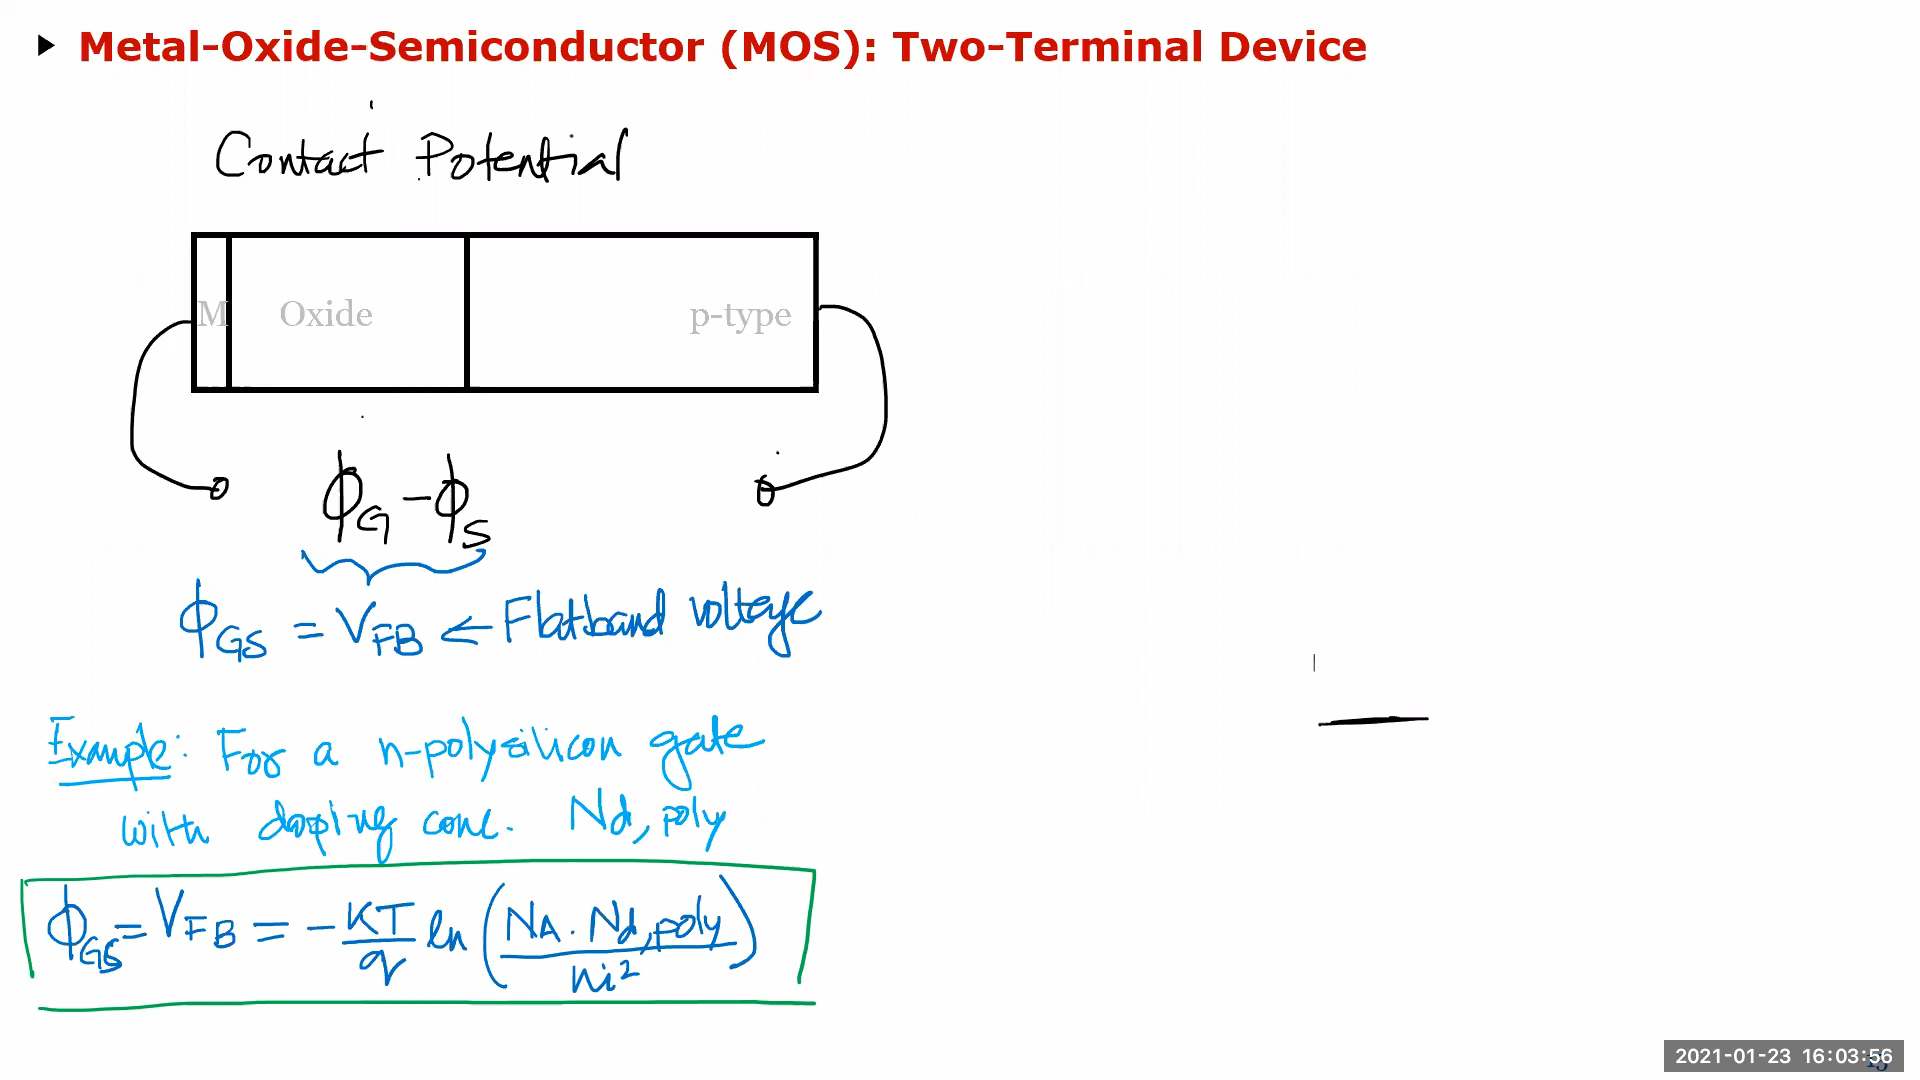 Metal-Oxide-Semiconductor (MOS): Two-Terminal Device
Contact Potential
M Oxide p-type
ϕG - ϕS
ϕGS = VFB ← Flatband voltage
Example: For a n-polysilicon gate
with doping conc. Nd, poly
ϕGS = VFB = - KT/q ln (NA . Nd,poly / ni²)
2021-01-23 16:03:56